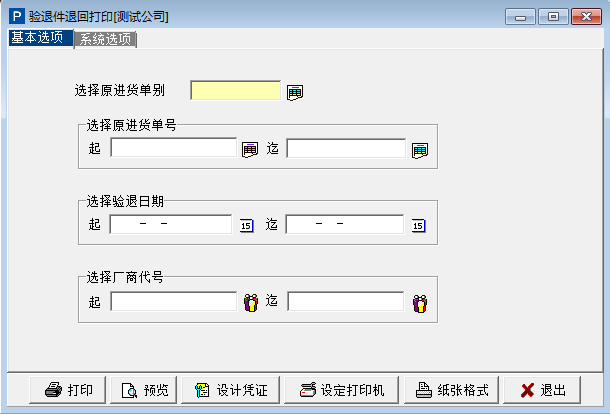 P 验退件退回打印[测试公司]
基本选项 系统选项
选择原进货单别
选择原进货单号
起 迄
选择验退日期
起 - - 15 迄 - - 15
选择厂商代号
起 迄
打印 预览 设计凭证 设定打印机 纸张格式 退出